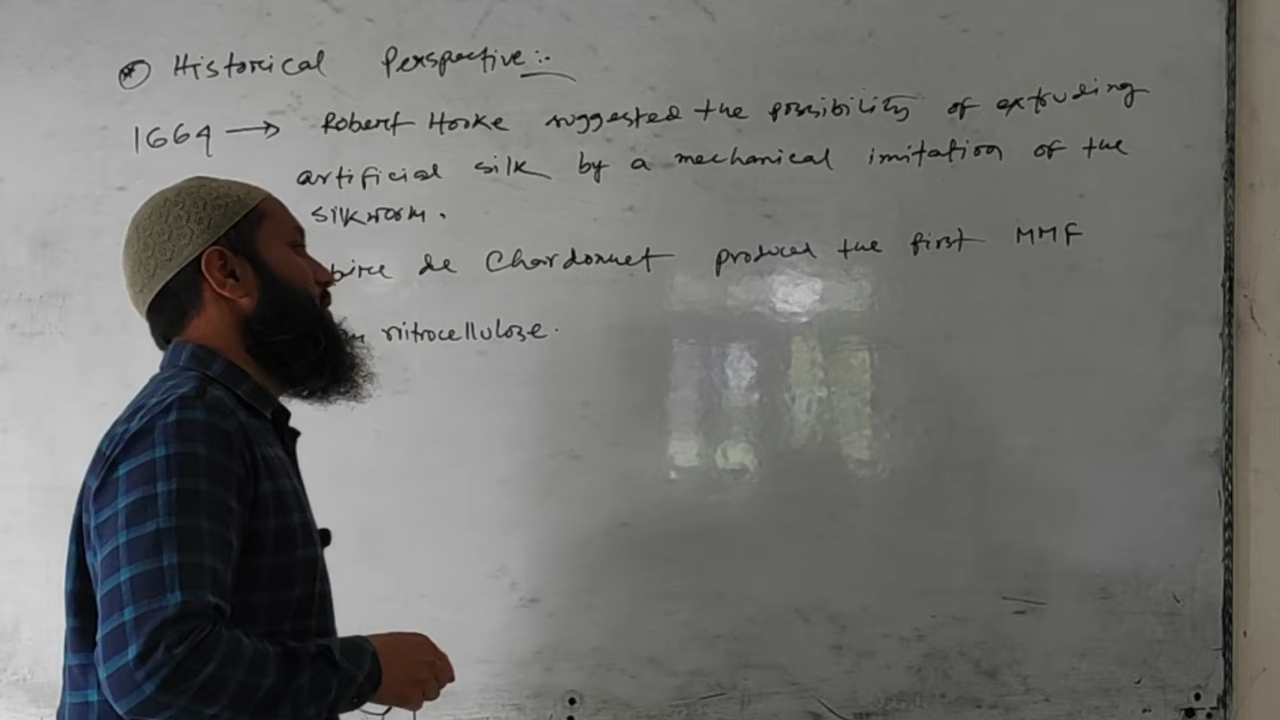 * Historical Perspective :-
1664 → Robert Hooke suggested the possibility of extruding
artificial silk by a mechanical imitation of the
silkworm.
de Chardonnet produced the first MMF
nitrocellulose.